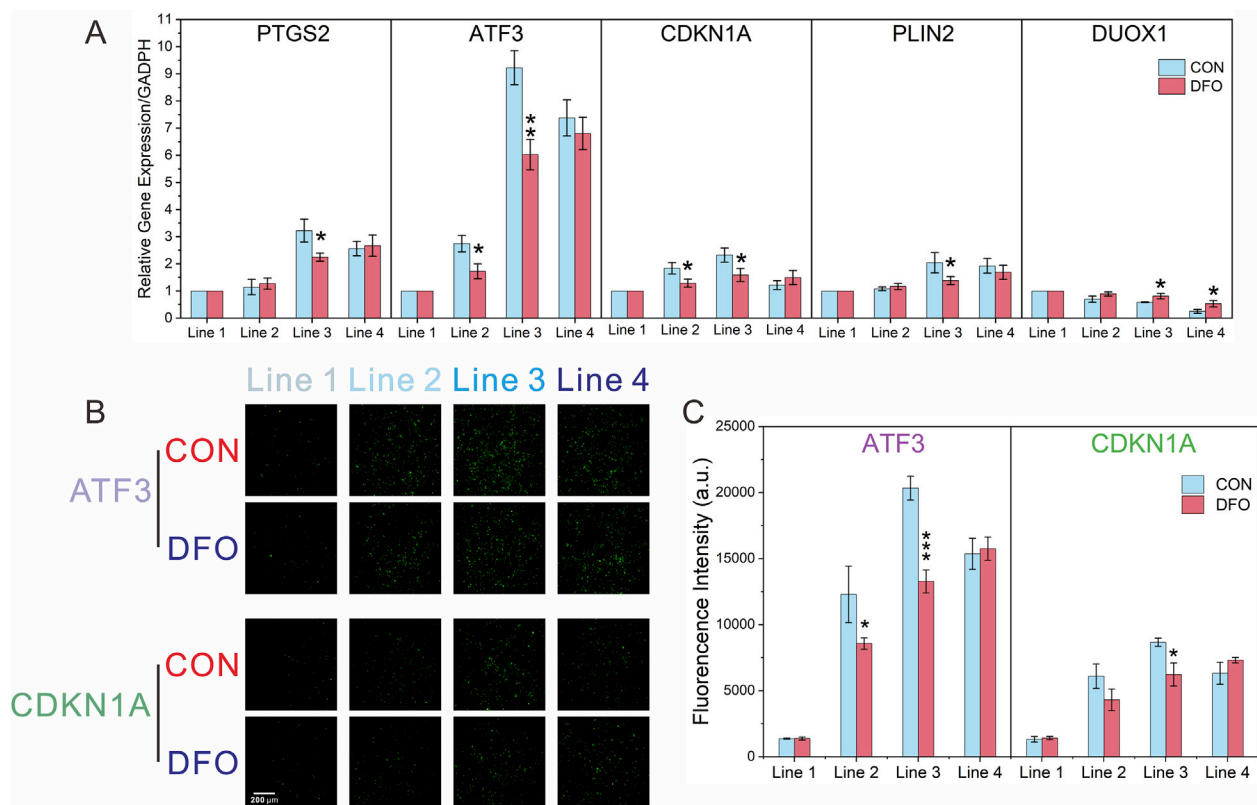 A
PTGS2 ATF3 CDKN1A PLIN2 DUOX1
CON
DFO
Relative Gene Expression/GADPH
11
10
9
8
7
6
5
4
3
2
1
0
* * ** * * * * *
Line 1 Line 2 Line 3 Line 4 Line 1 Line 2 Line 3 Line 4 Line 1 Line 2 Line 3 Line 4 Line 1 Line 2 Line 3 Line 4 Line 1 Line 2 Line 3 Line 4
B
Line 1 Line 2 Line 3 Line 4
ATF3
CON
DFO
CDKN1A
CON
DFO
200 μm
C
ATF3 CDKN1A
CON
DFO
Fluorescence Intensity (a.u.)
25000
20000
15000
10000
5000
0
* *** *
Line 1 Line 2 Line 3 Line 4 Line 1 Line 2 Line 3 Line 4